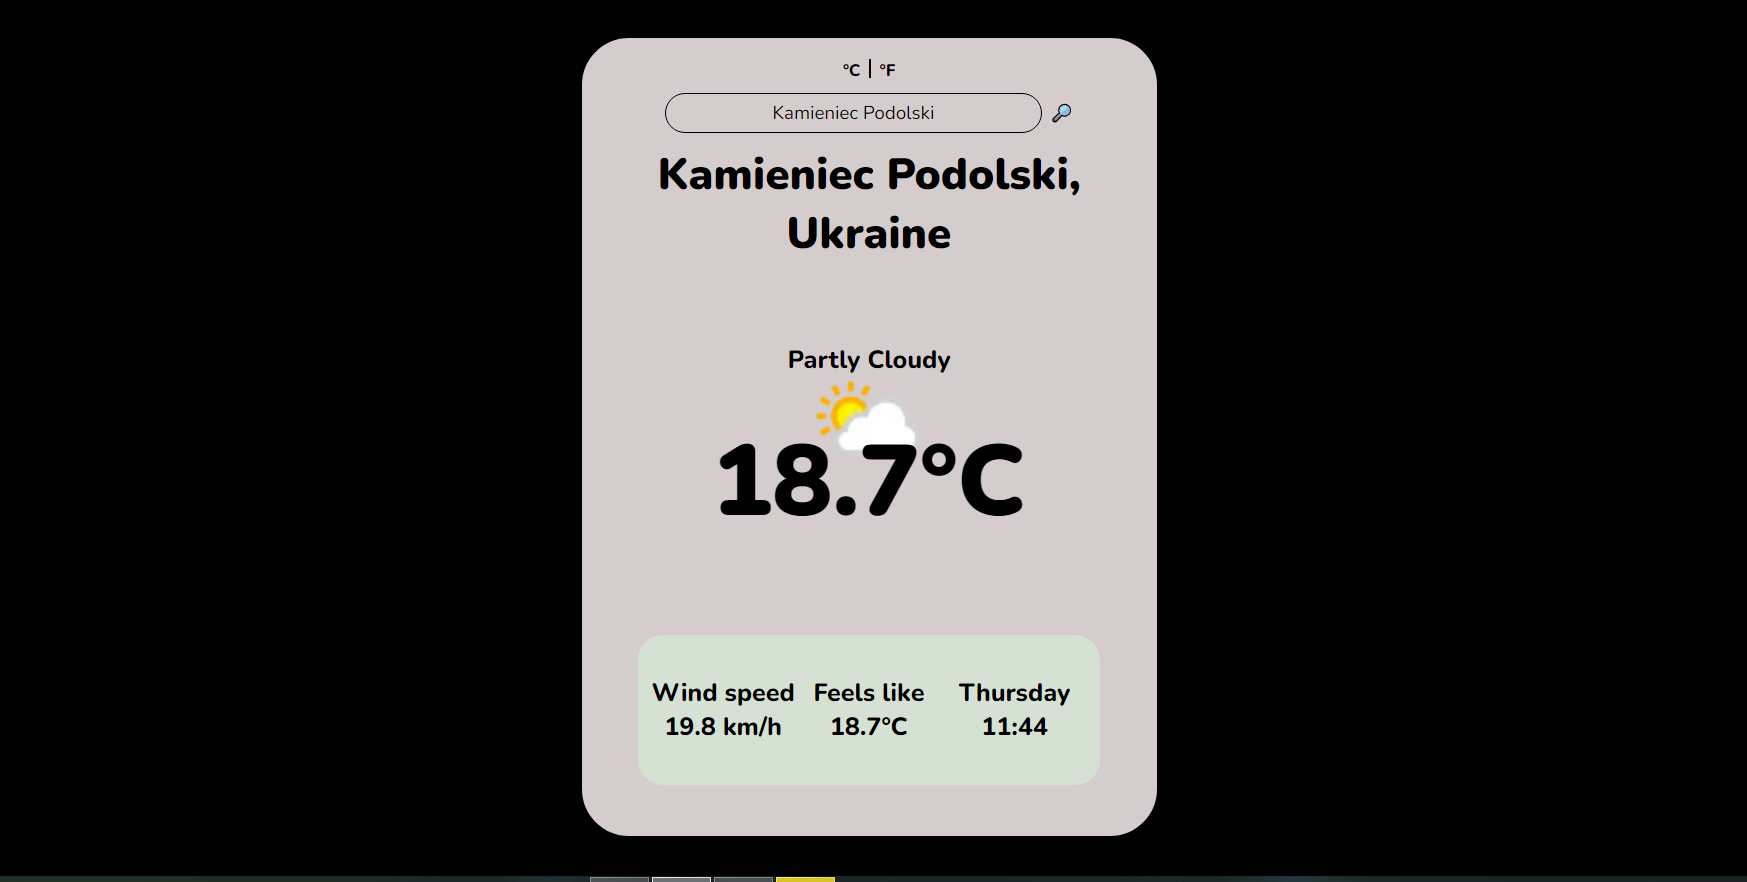 °C | °F
Kamieniec Podolski
Kamieniec Podolski,
Ukraine
Partly Cloudy
18.7°C
Wind speed Feels like Thursday
19.8 km/h 18.7°C 11:44